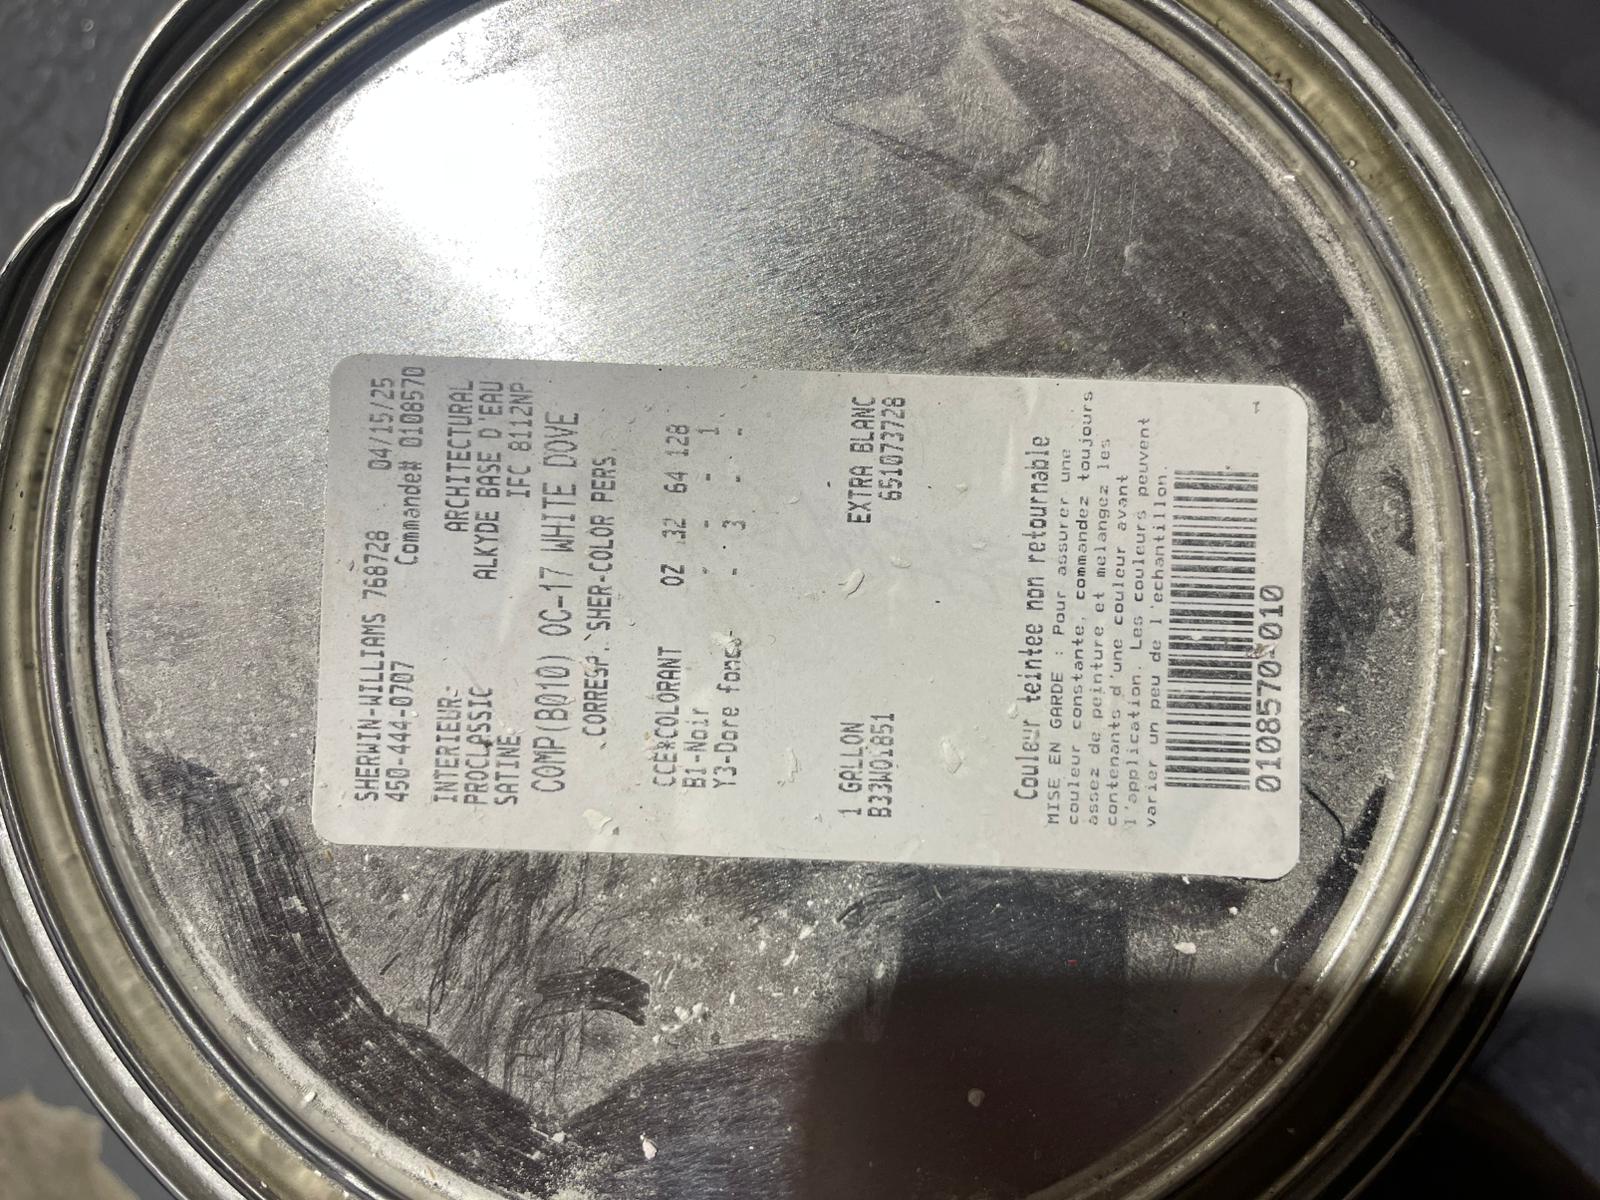 SHERWIN-WILLIAMS 768728 04/15/25
450-444-0707 Commande# 0108570
INTERIEUR- ARCHITECTURAL
PROCLASSIC ALKYDE BASE D'EAU
SATINE IFC 8112NP
COMP(B010) OC-17 WHITE DOVE
CORRESP. SHER-COLOR PERS
CCE*COLORANT OZ 32 64 128
B1-Noir - - - 1
Y3-Dore fonce - 3 - -
1 GALLON EXTRA BLANC
B33W01851 651073728
Couleur teintee non retournable
MISE EN GARDE : Pour assurer une
couleur constante, commandez toujours
assez de peinture et melangez les
contenants d'une couleur avant
l'application. Les couleurs peuvent
varier un peu de l'echantillon.
0108570-010